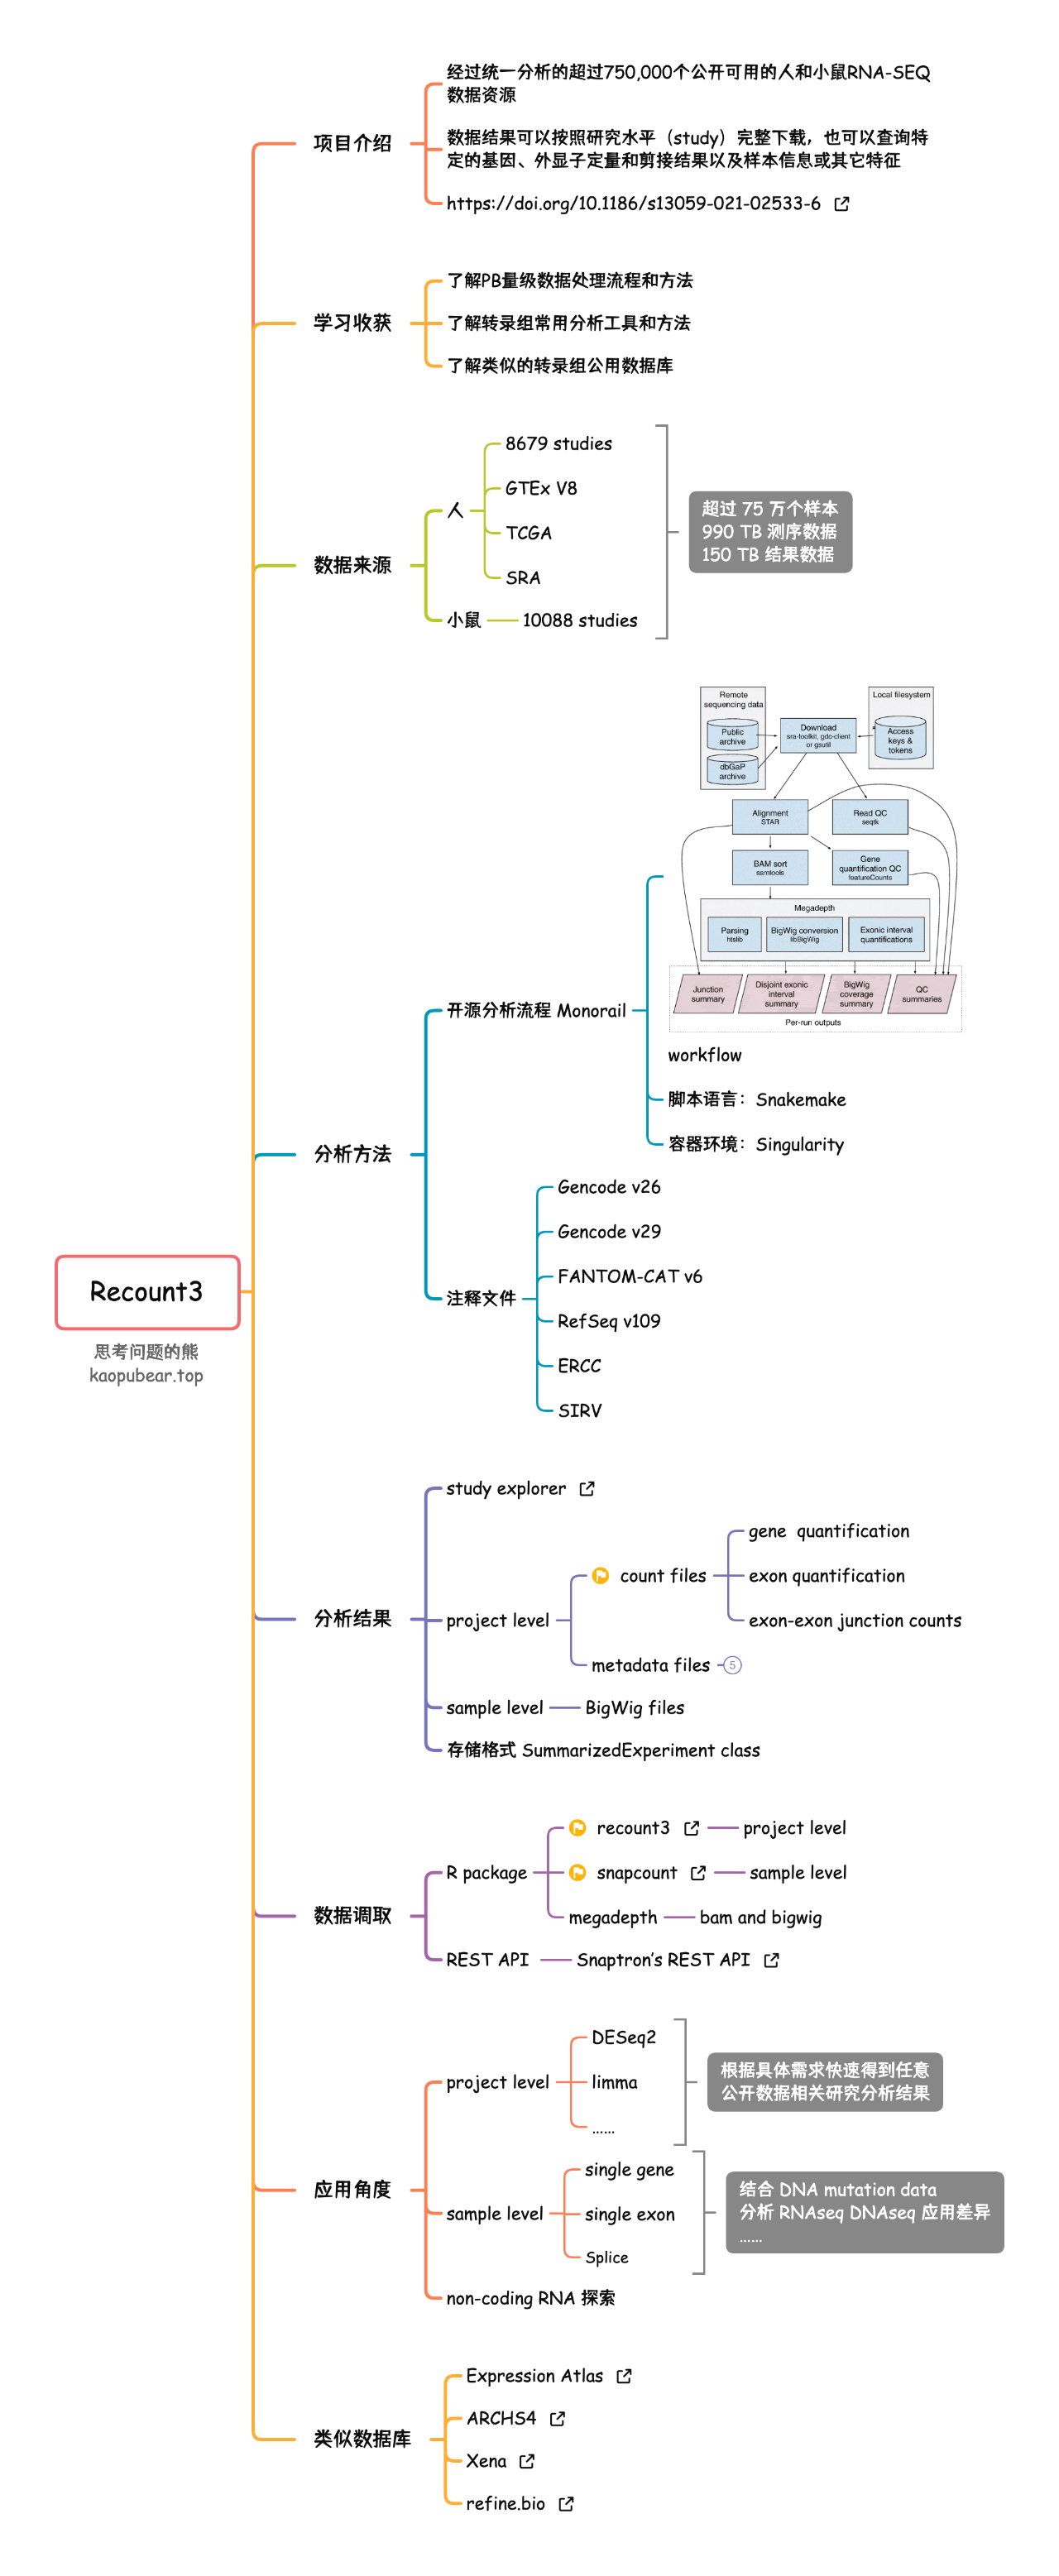 经过统一分析的超过750,000个公开可用的人和小鼠RNA-SEQ
数据资源
项目介绍
数据结果可以按照研究水平（study）完整下载，也可以查询特
定的基因、外显子定量和剪接结果以及样本信息或其它特征
https://doi.org/10.1186/s13059-021-02533-6
学习收获
了解PB量级数据处理流程和方法
了解转录组常用分析工具和方法
了解类似的转录组公用数据库
数据来源
人
8679 studies
GTEx V8
TCGA
SRA
小鼠
10088 studies
超过 75 万个样本
990 TB 测序数据
150 TB 结果数据
分析方法
开源分析流程 Monorail
Remote
sequencing data
Public
archive
dbGaP
archive
Download
sra-toolkit, gdc-client
or gsutil
Local filesystem
Access
keys &
tokens
Alignment
STAR
Read QC
seqtk
BAM sort
samtools
Gene
quantification QC
featureCounts
Megadepth
Parsing
htslib
BigWig conversion
libBigWig
Exonic interval
quantifications
Junction
summary
Disjoint exonic
interval
summary
BigWig
coverage
summary
QC
summaries
Per-run outputs
workflow
脚本语言：Snakemake
容器环境：Singularity
注释文件
Gencode v26
Gencode v29
FANTOM-CAT v6
RefSeq v109
ERCC
SIRV
Recount3
思考问题的熊
kaopubear.top
分析结果
study explorer
project level
count files
gene  quantification
exon quantification
exon-exon junction counts
metadata files
5
sample level
BigWig files
存储格式 SummarizedExperiment class
数据调取
R package
recount3
project level
snapcount
sample level
megadepth
bam and bigwig
REST API
Snaptron’s REST API
应用角度
project level
DESeq2
limma
……
根据具体需求快速得到任意
公开数据相关研究分析结果
sample level
single gene
single exon
Splice
结合 DNA mutation data
分析 RNAseq DNAseq 应用差异
……
non-coding RNA 探索
类似数据库
Expression Atlas
ARCHS4
Xena
refine.bio